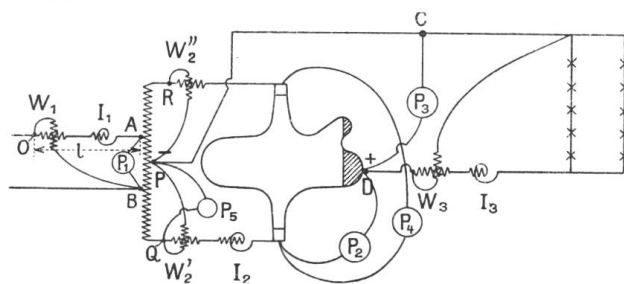 C
W₂″
R
W₁
I₁
A
O
l
P₁
B
−
P
P₅
Q
W₂′
I₂
+
D
P₂
P₃
P₄
W₃
I₃